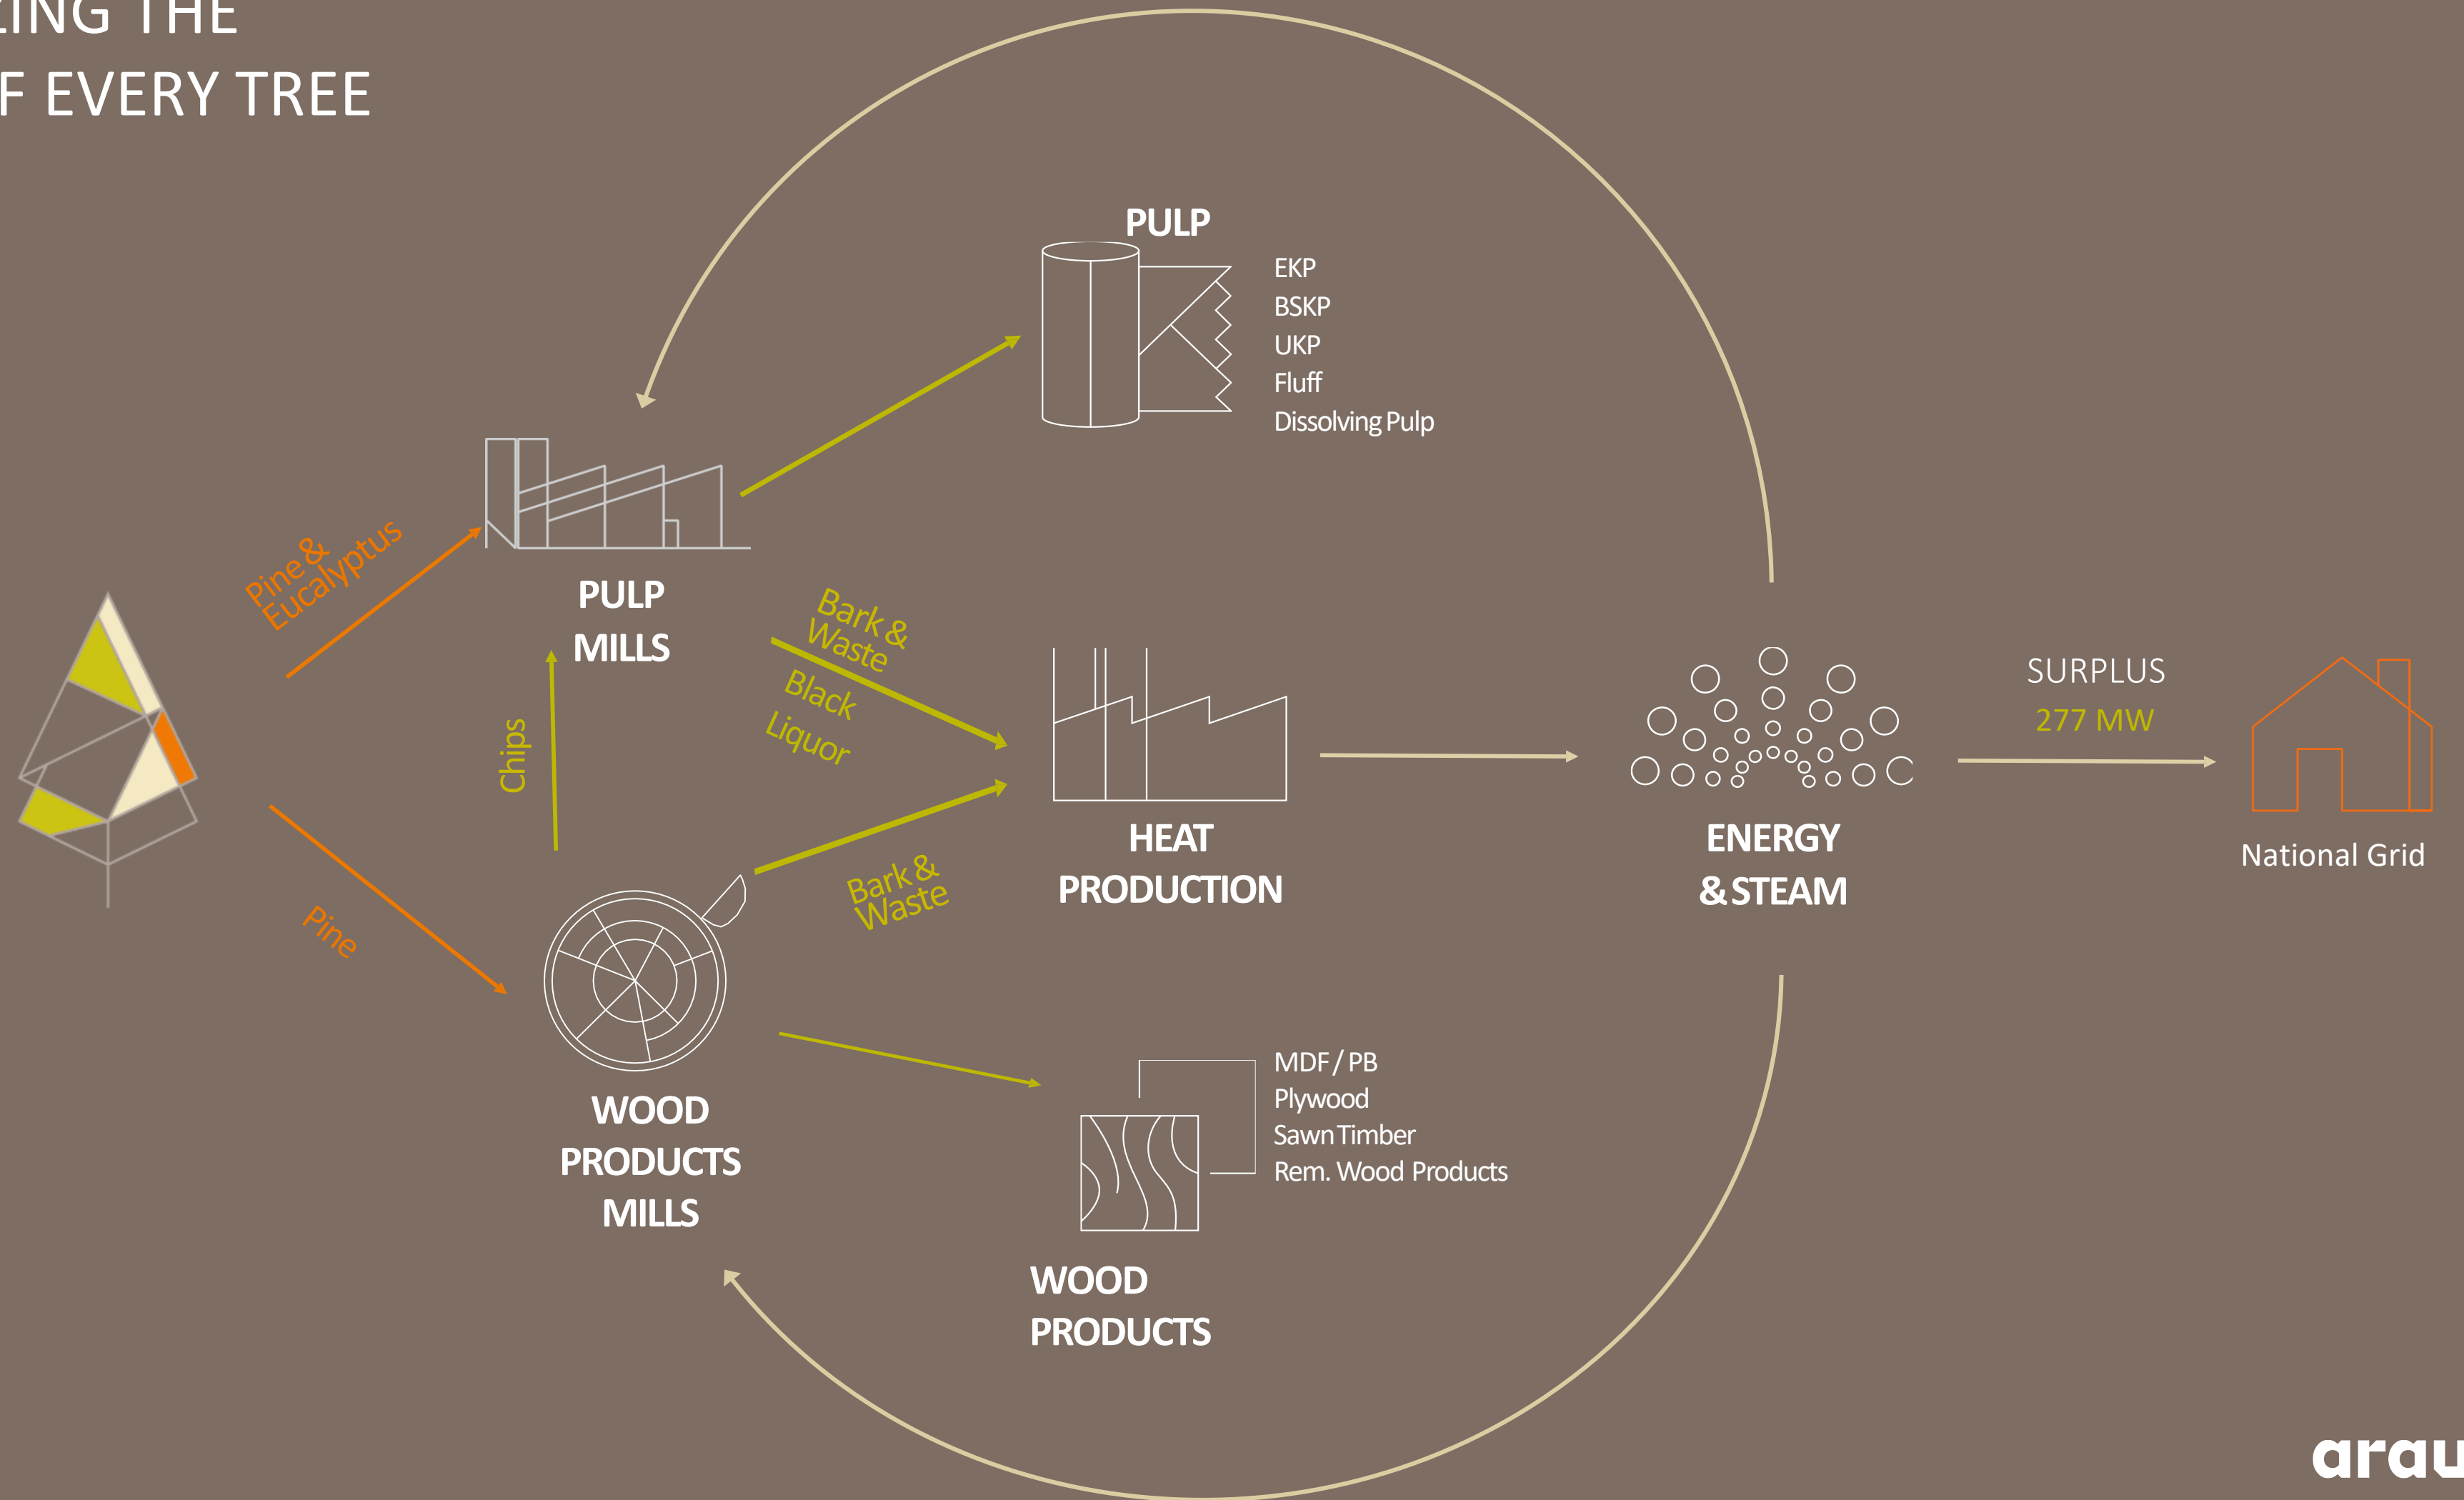 ING THE
F EVERY TREE
PULP
EKP
BSKP
UKP
Fluff
Dissolving Pulp
Pine &
Eucalyptus
PULP
MILLS
Bark &
Waste
Black
Liquor
Chips
HEAT
PRODUCTION
ENERGY
& STEAM
SURPLUS
277 MW
National Grid
Pine
Bark &
Waste
WOOD
PRODUCTS
MILLS
MDF / PB
Plywood
Sawn Timber
Rem. Wood Products
WOOD
PRODUCTS
arau